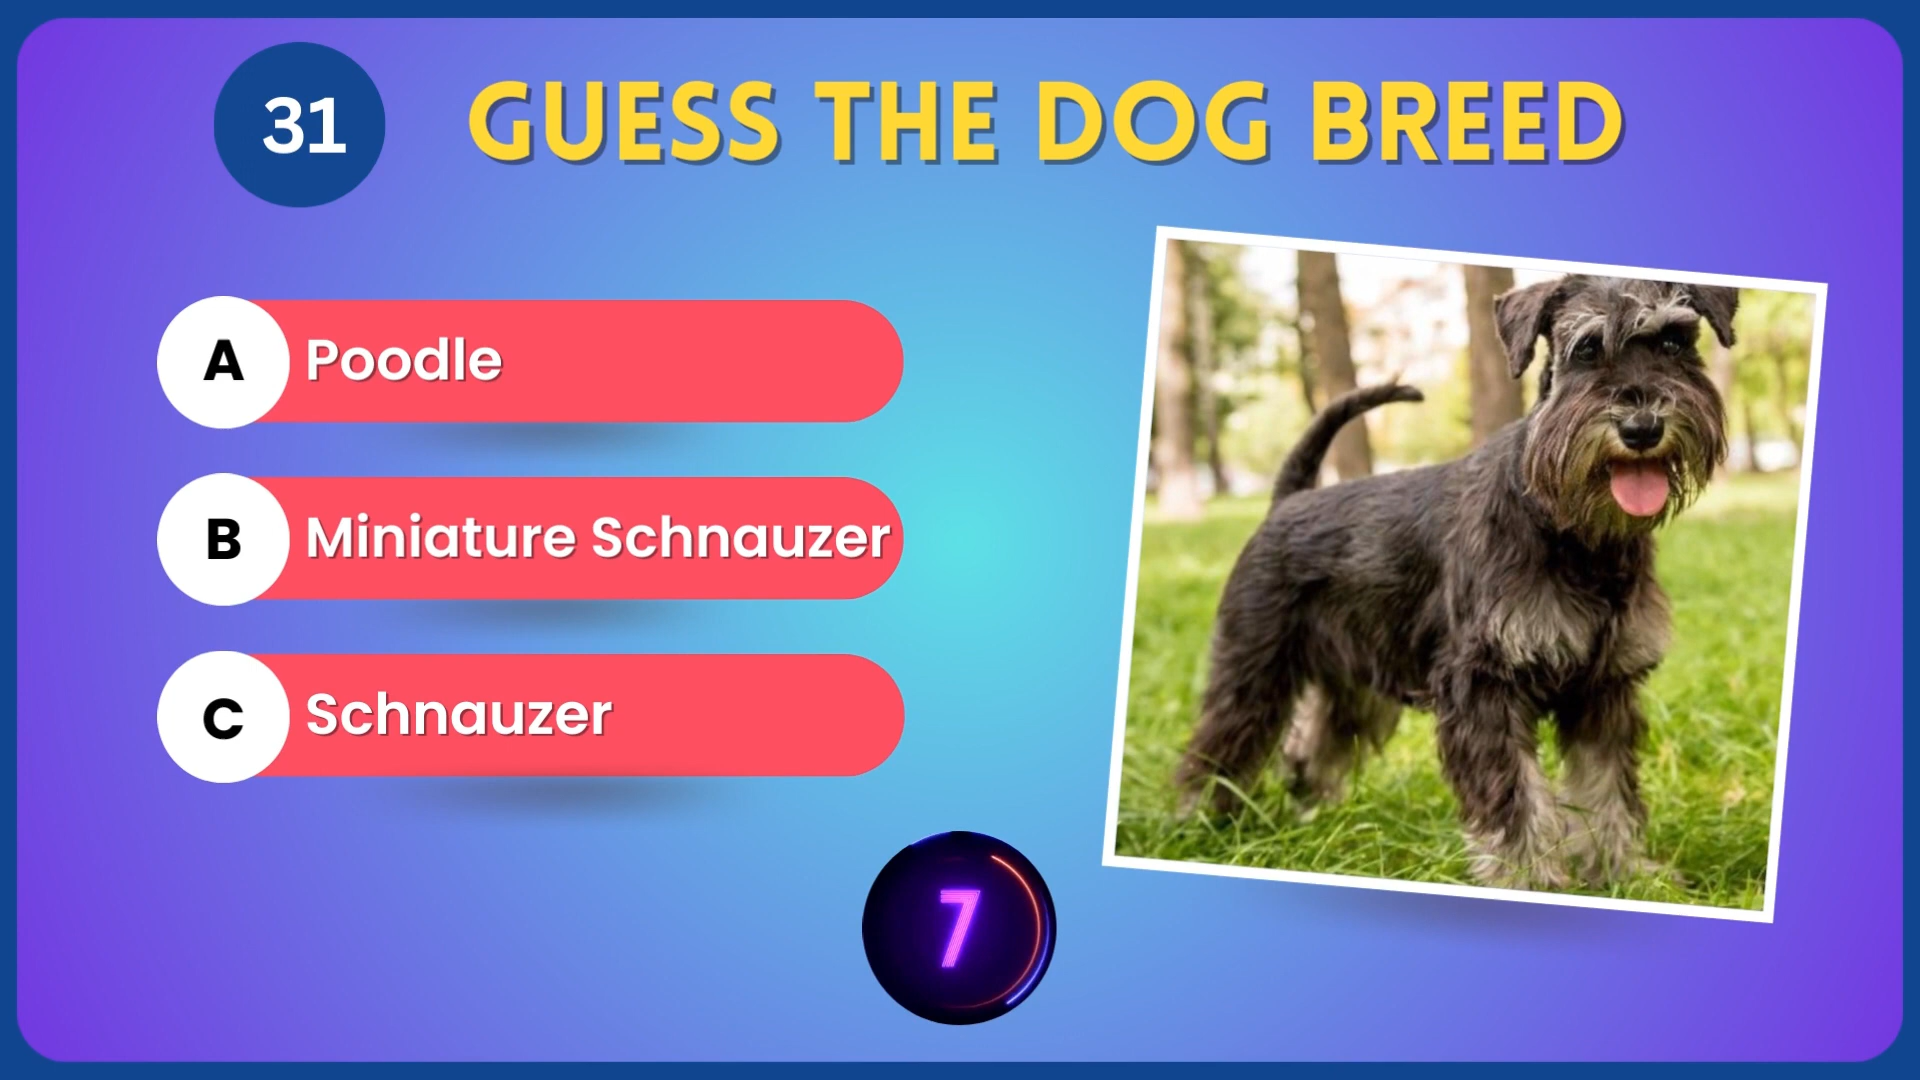 31
GUESS THE DOG BREED
A Poodle
B Miniature Schnauzer
C Schnauzer
7